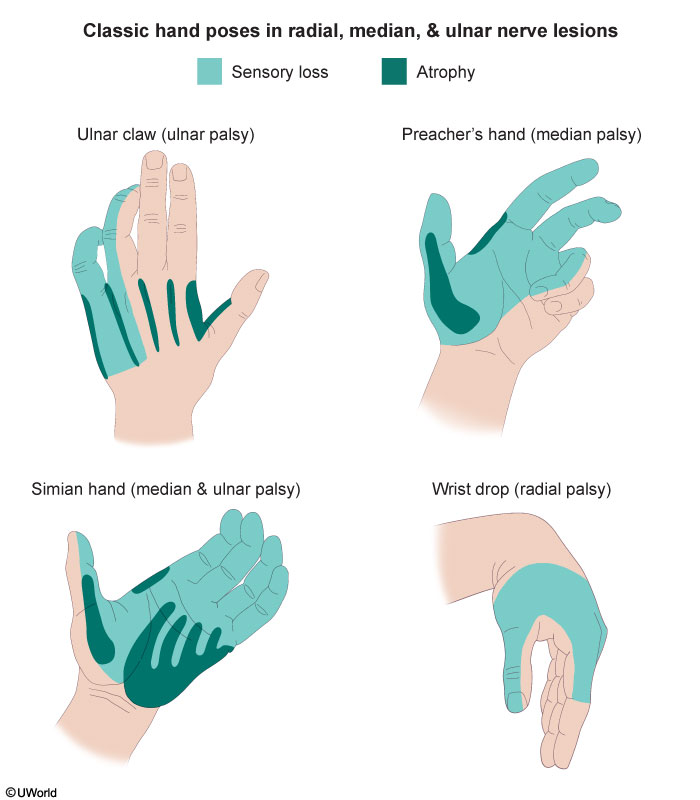 Classic hand poses in radial, median, & ulnar nerve lesions
Sensory loss
Atrophy
Ulnar claw (ulnar palsy)
Preacher's hand (median palsy)
Simian hand (median & ulnar palsy)
Wrist drop (radial palsy)
©UWorld